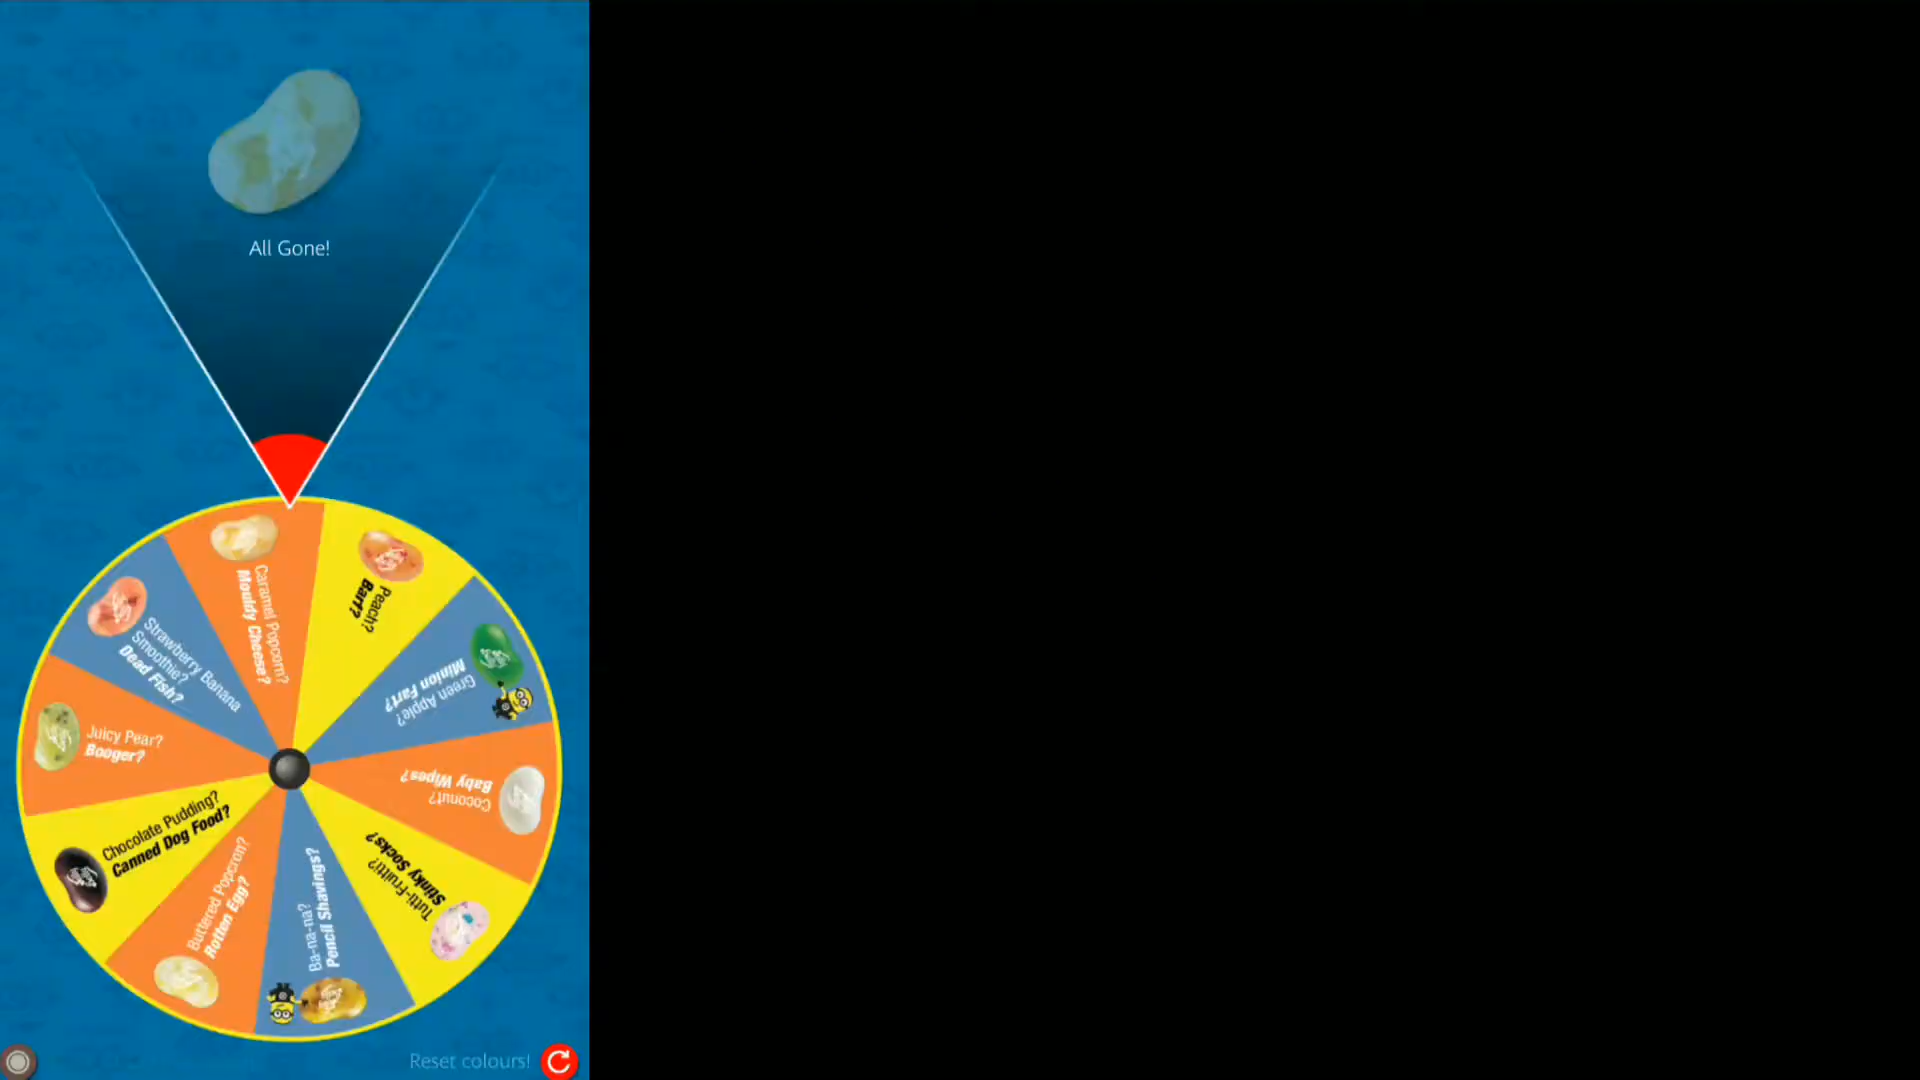 All Gone!
Caramel Popcorn?
Mouldy Cheese?
Peach?
Barf?
Green Apple?
Minion Fart?
Coconut?
Baby Wipes?
Tutti-Fruitti?
Stinky Socks?
Ba-na-na?
Pencil Shavings?
Buttered Popcron?
Rotten Egg?
Chocolate Pudding?
Canned Dog Food?
Juicy Pear?
Booger?
Strawberry Banana
Smoothie?
Dead Fish?
Reset colours!